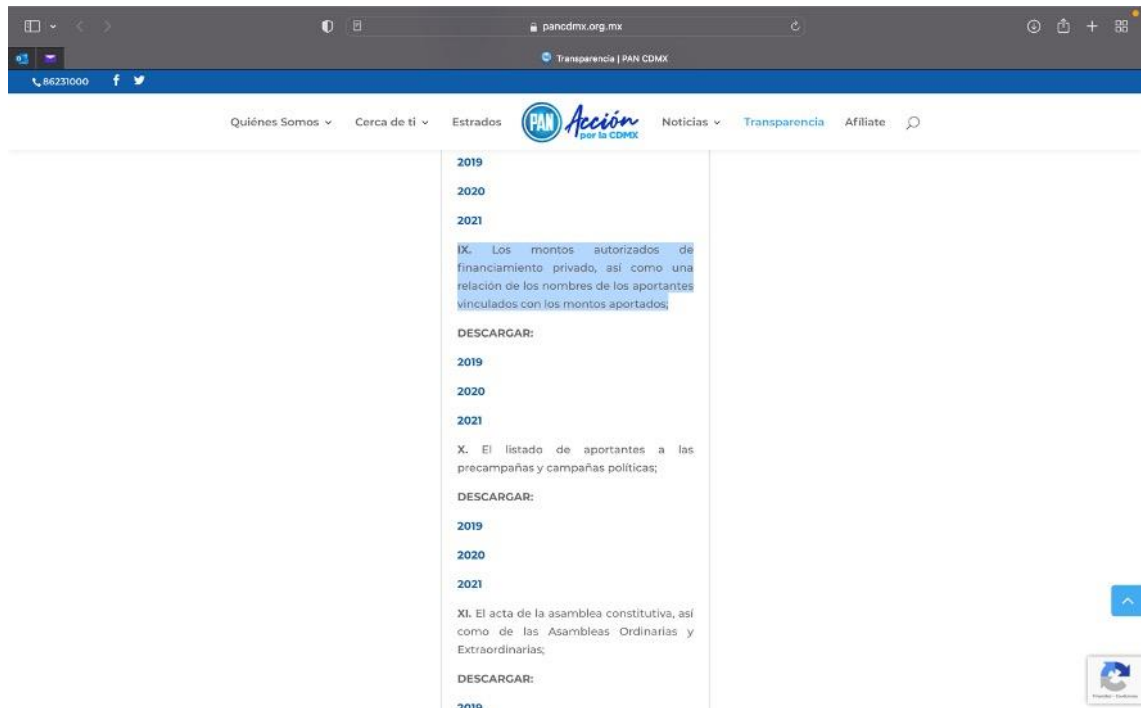 pancdmx.org.mx
Transparencia | PAN CDMX
86231000
Quiénes Somos
Cerca de ti
Estrados
PAN
Acción
por la CDMX
Noticias
Transparencia
Afíliate
2019
2020
2021
IX. Los montos autorizados de
financiamiento privado, así como una
relación de los nombres de los aportantes
vinculados con los montos aportados;
DESCARGAR:
2019
2020
2021
X. El listado de aportantes a las
precampañas y campañas políticas;
DESCARGAR:
2019
2020
2021
XI. El acta de la asamblea constitutiva, así
como de las Asambleas Ordinarias y
Extraordinarias;
DESCARGAR:
2019